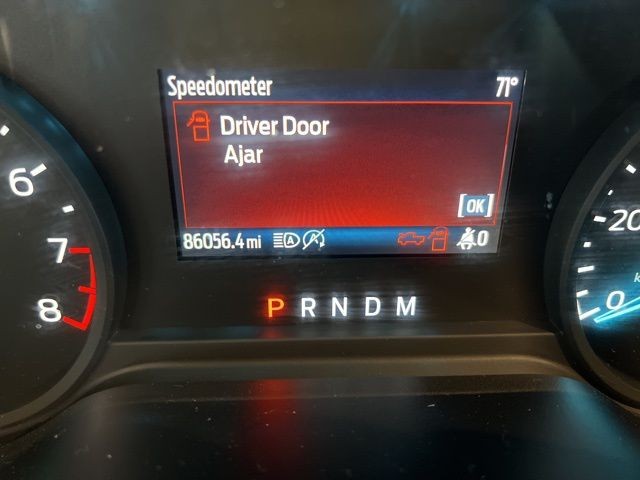 Speedometer 71°
Driver Door
Ajar
[OK]
86056.4 mi A A 0
P R N D M
6
7
8
20
0
k